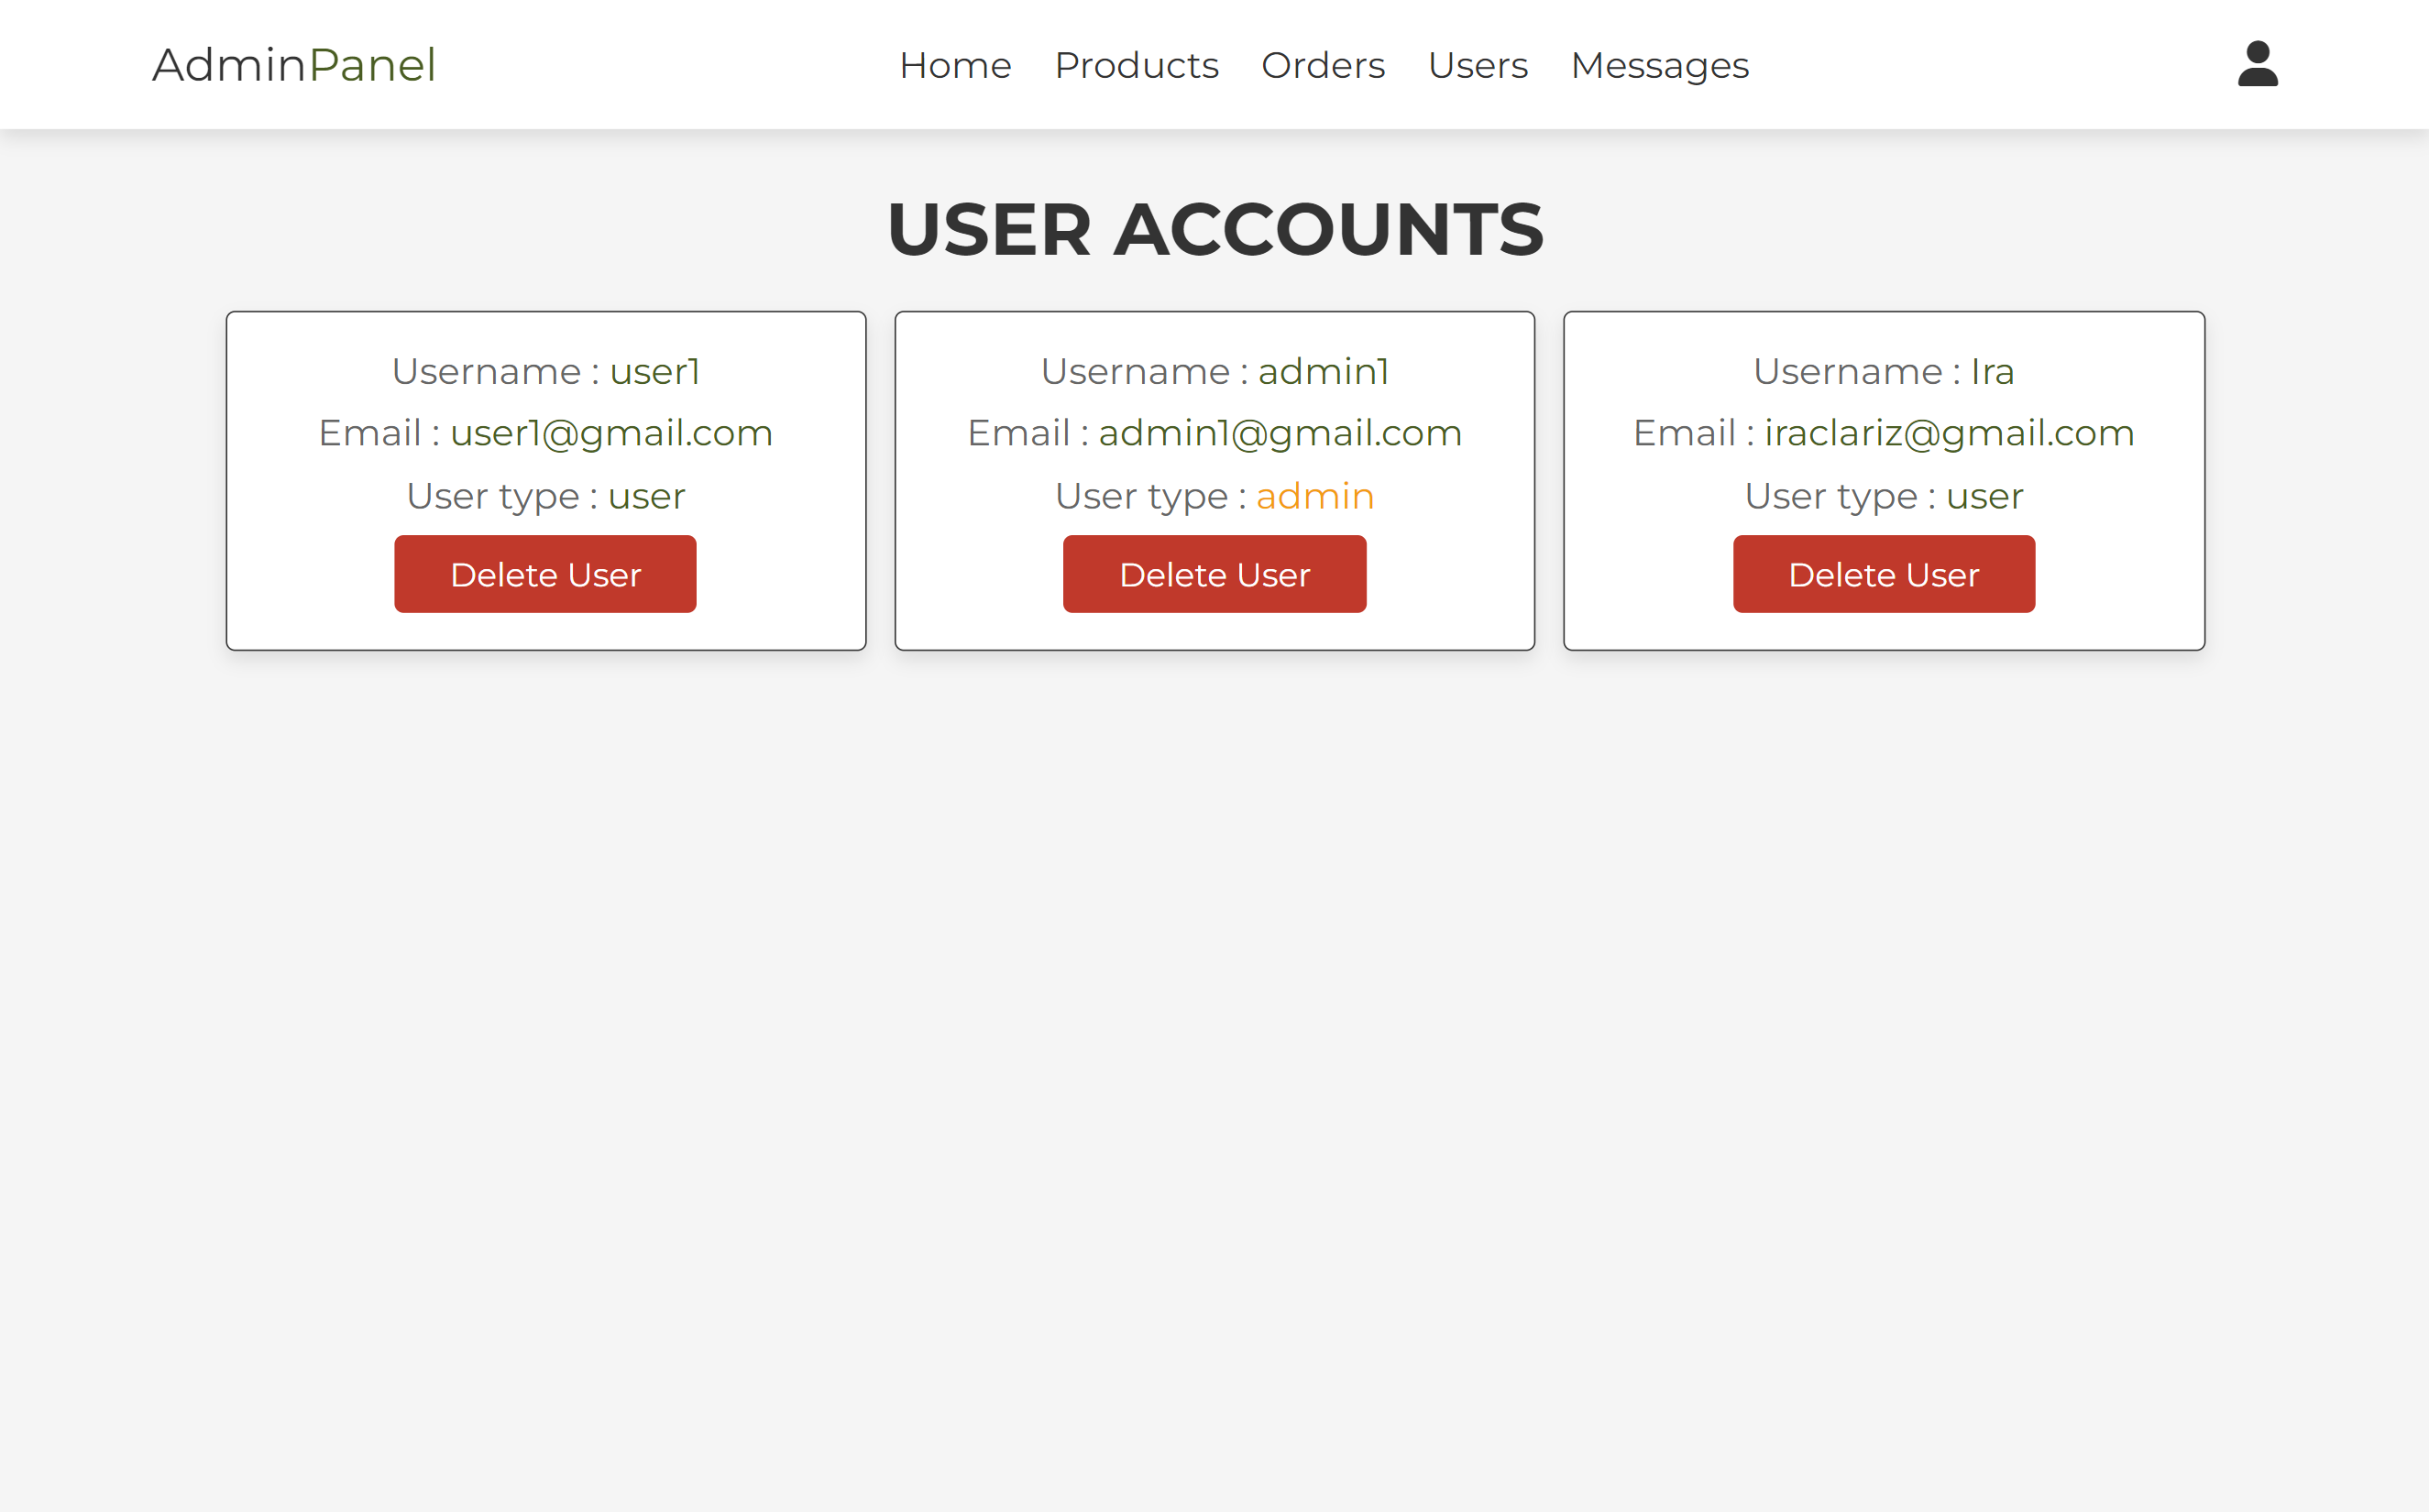 AdminPanel
Home Products Orders Users Messages
USER ACCOUNTS
Username : user1
Email : user1@gmail.com
User type : user
Delete User
Username : admin1
Email : admin1@gmail.com
User type : admin
Delete User
Username : Ira
Email : iraclariz@gmail.com
User type : user
Delete User